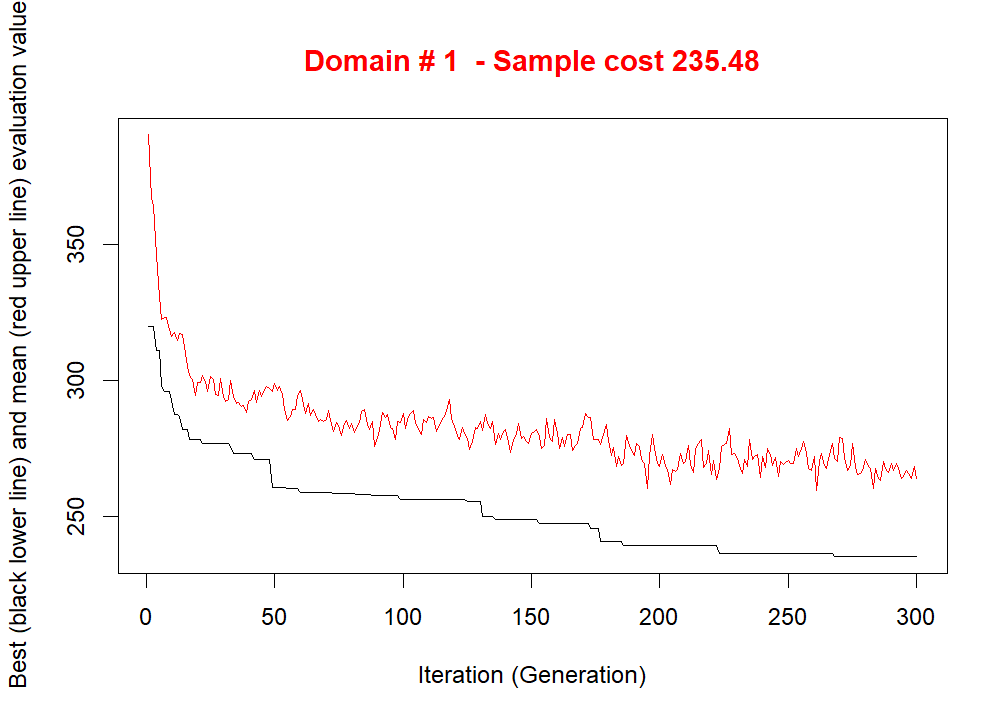 Domain # 1  - Sample cost 235.48
Best (black lower line) and mean (red upper line) evaluation value
350
300
250
0 50 100 150 200 250 300
Iteration (Generation)